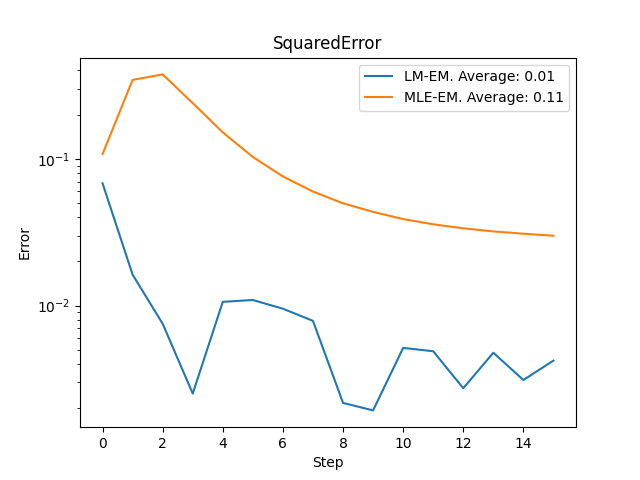 SquaredError
LM-EM. Average: 0.01
MLE-EM. Average: 0.11
10⁻¹
10⁻²
Error
0 2 4 6 8 10 12 14
Step